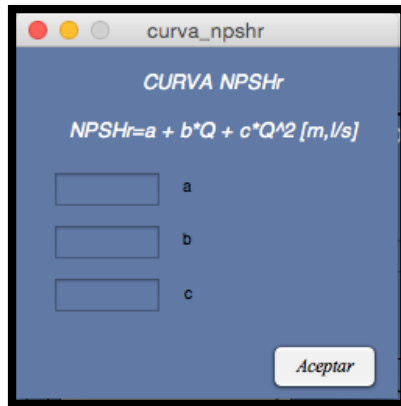 curva_npshr
CURVA NPSHr
NPSHr=a + b*Q + c*Q^2 [m,l/s]
a
b
c
Aceptar